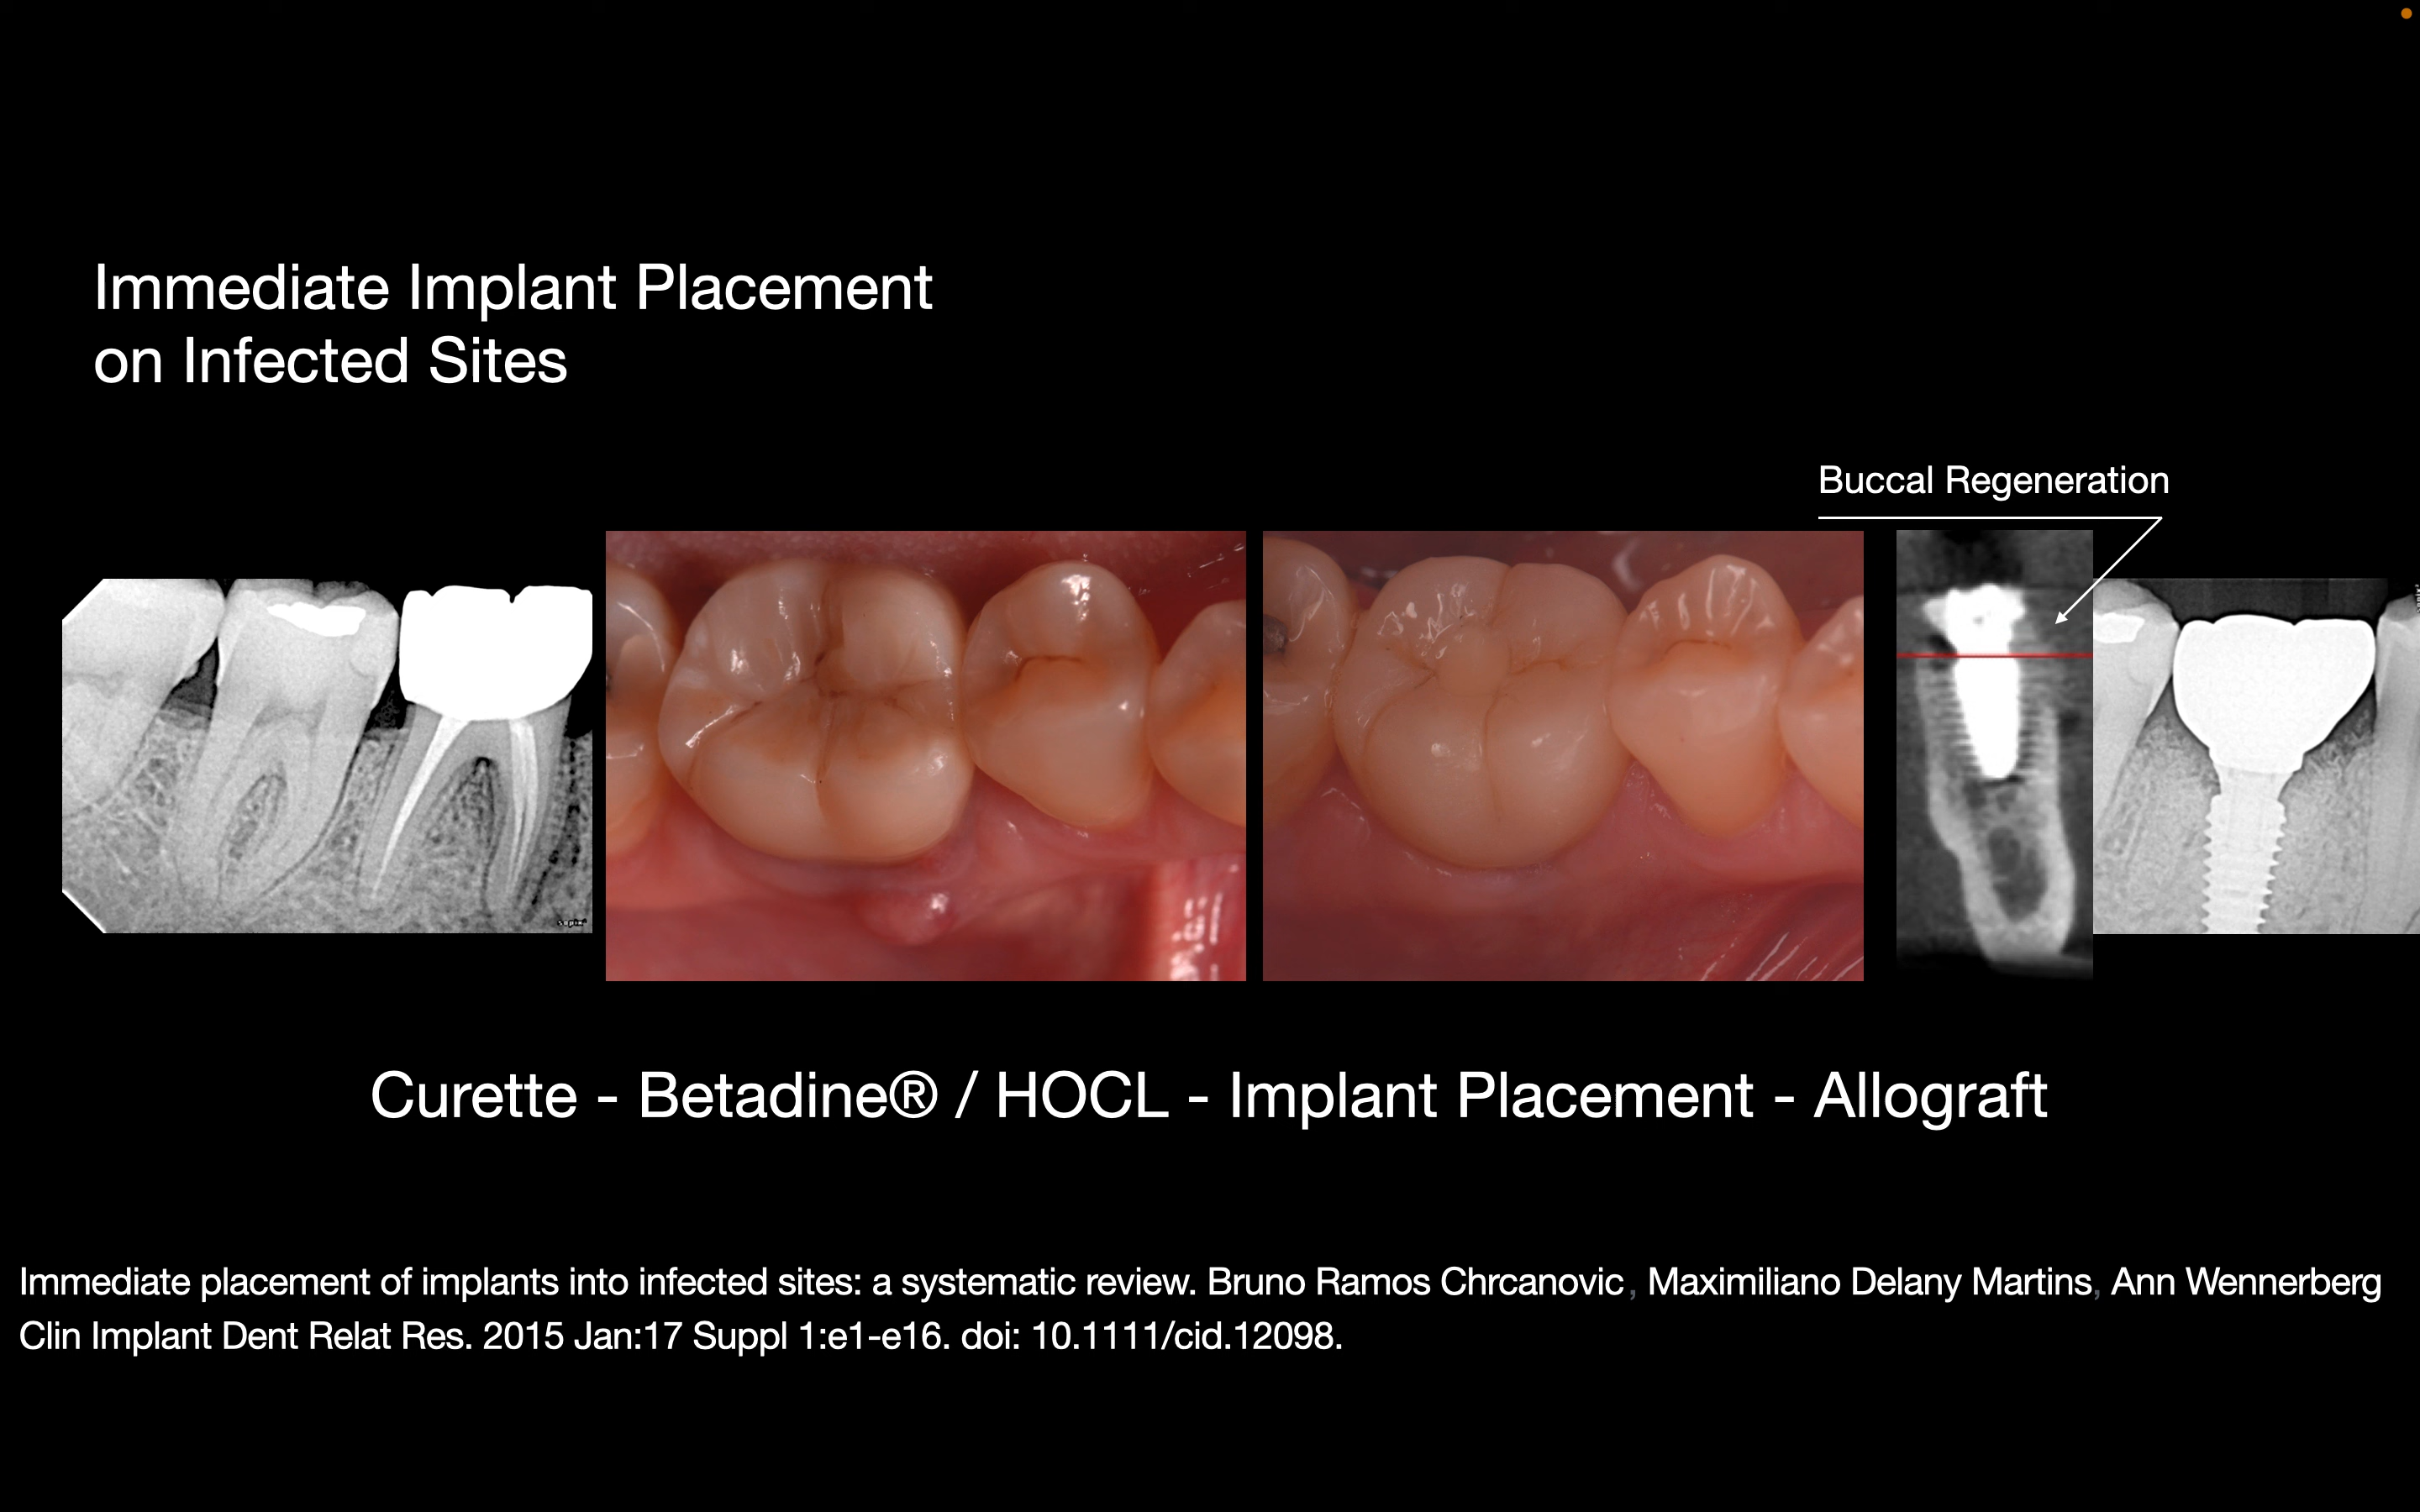 Immediate Implant Placement
on Infected Sites
Buccal Regeneration
Curette - Betadine® / HOCL - Implant Placement - Allograft
Immediate placement of implants into infected sites: a systematic review. Bruno Ramos Chrcanovic , Maximiliano Delany Martins, Ann Wennerberg
Clin Implant Dent Relat Res. 2015 Jan:17 Suppl 1:e1-e16. doi: 10.1111/cid.12098.